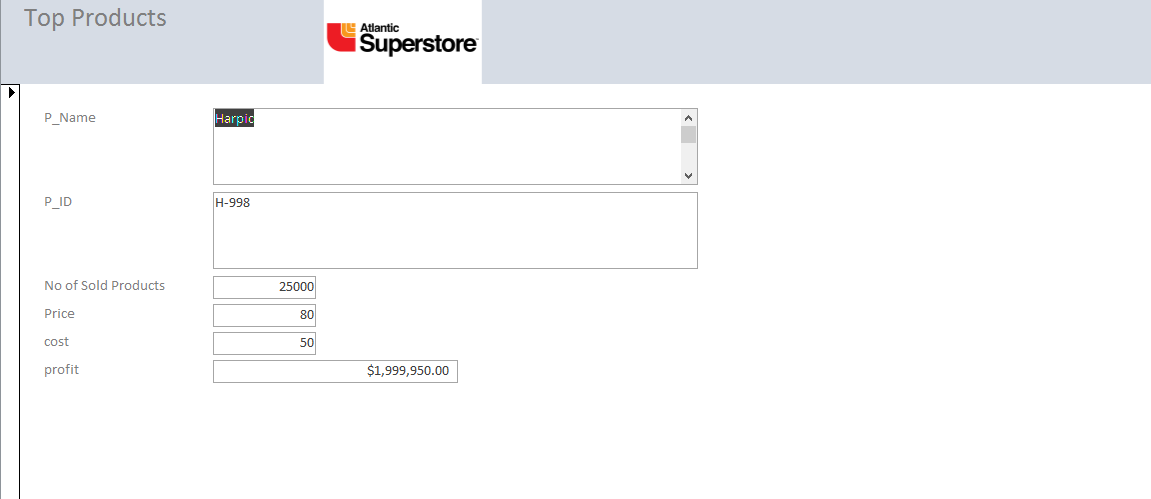 Top Products
Atlantic
Superstore
P_Name
Harpic
P_ID
H-998
No of Sold Products
25000
Price
80
cost
50
profit
$1,999,950.00